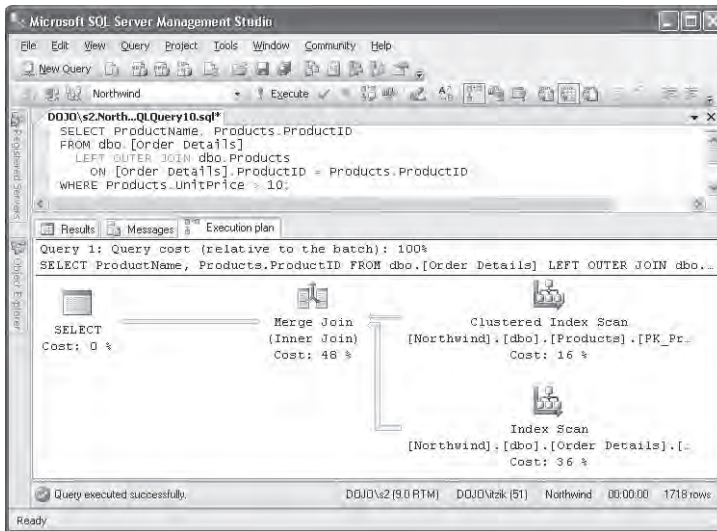 Microsoft SQL Server Management Studio
File Edit View Query Project Tools Window Community Help
New Query
Northwind Execute
DOJO\s2.North...QLQuery10.sql*
SELECT ProductName, Products.ProductID
FROM dbo.[Order Details]
LEFT OUTER JOIN dbo.Products
ON [Order Details].ProductID = Products.ProductID
WHERE Products.UnitPrice > 10;
Registered Servers
Object Explorer
Results Messages Execution plan
Query 1: Query cost (relative to the batch): 100%
SELECT ProductName, Products.ProductID FROM dbo.[Order Details] LEFT OUTER JOIN dbo...
SELECT
Cost: 0 %
Merge Join
(Inner Join)
Cost: 48 %
Clustered Index Scan
[Northwind].[dbo].[Products].[PK_Pr...
Cost: 16 %
Index Scan
[Northwind].[dbo].[Order Details].[...
Cost: 36 %
Query executed successfully. DOJO\s2 (9.0 RTM) DOJO\itzik (51) Northwind 00:00:00 1718 rows
Ready